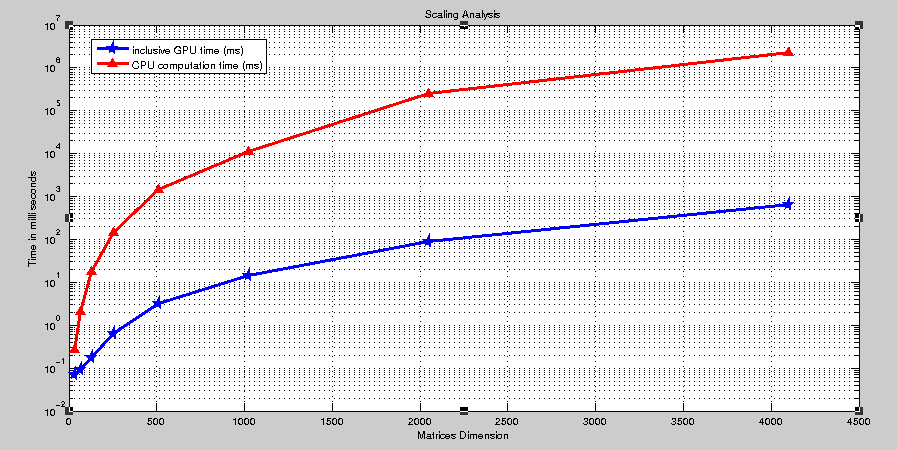 Scaling Analysis
inclusive GPU time (ms)
CPU computation time (ms)
Time in milli seconds
10^7
10^6
10^5
10^4
10^3
10^2
10^1
10^0
10^-1
10^-2
0 500 1000 1500 2000 2500 3000 3500 4000 4500
Matrices Dimension